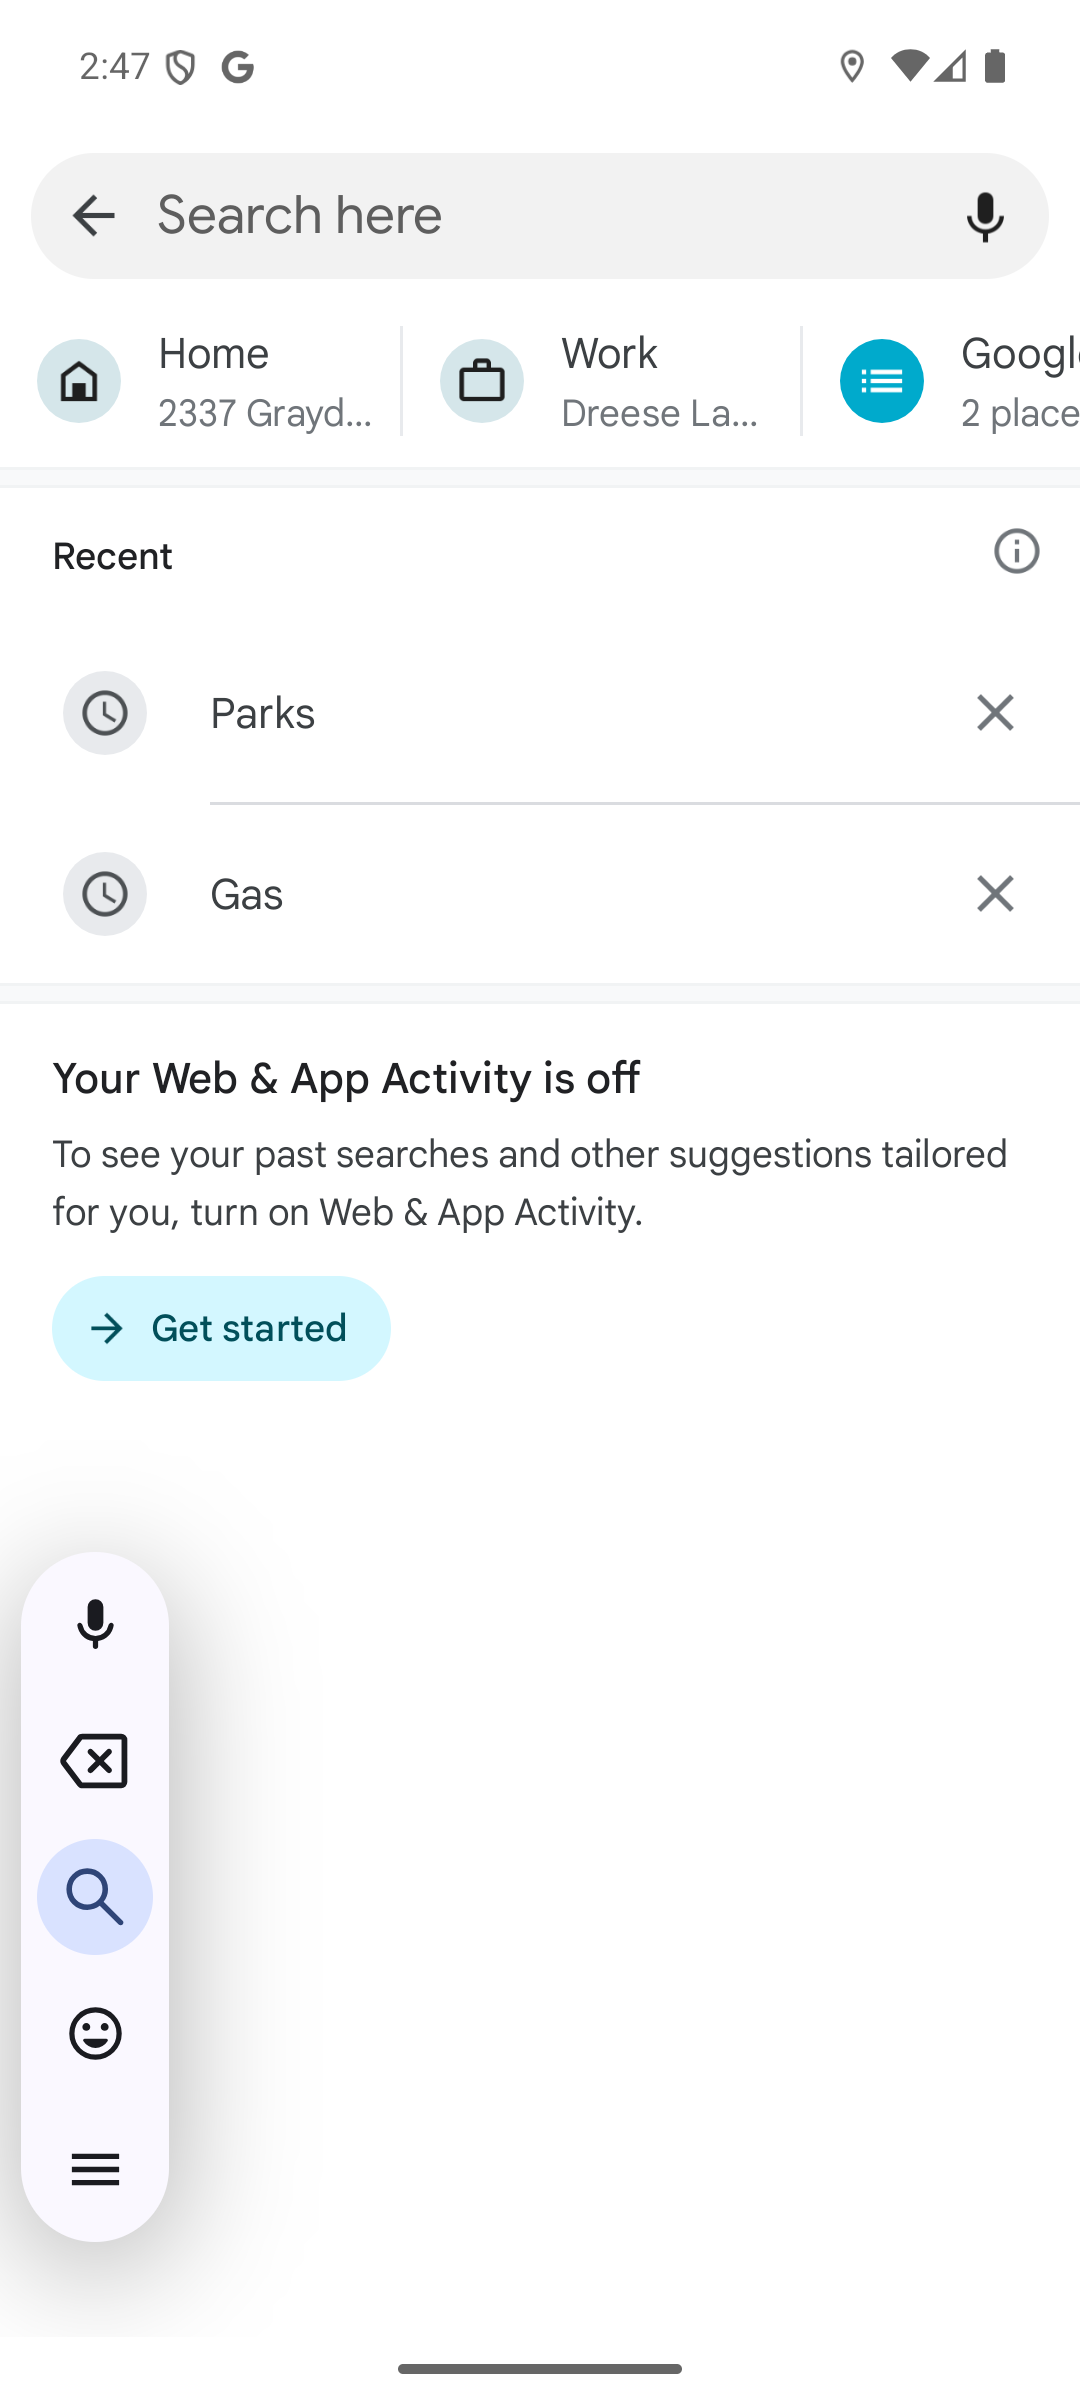 2:47
Search here
Home
2337 Grayd...
Work
Dreese La...
Googl
2 place
Recent
Parks
Gas
Your Web & App Activity is off
To see your past searches and other suggestions tailored
for you, turn on Web & App Activity.
Get started